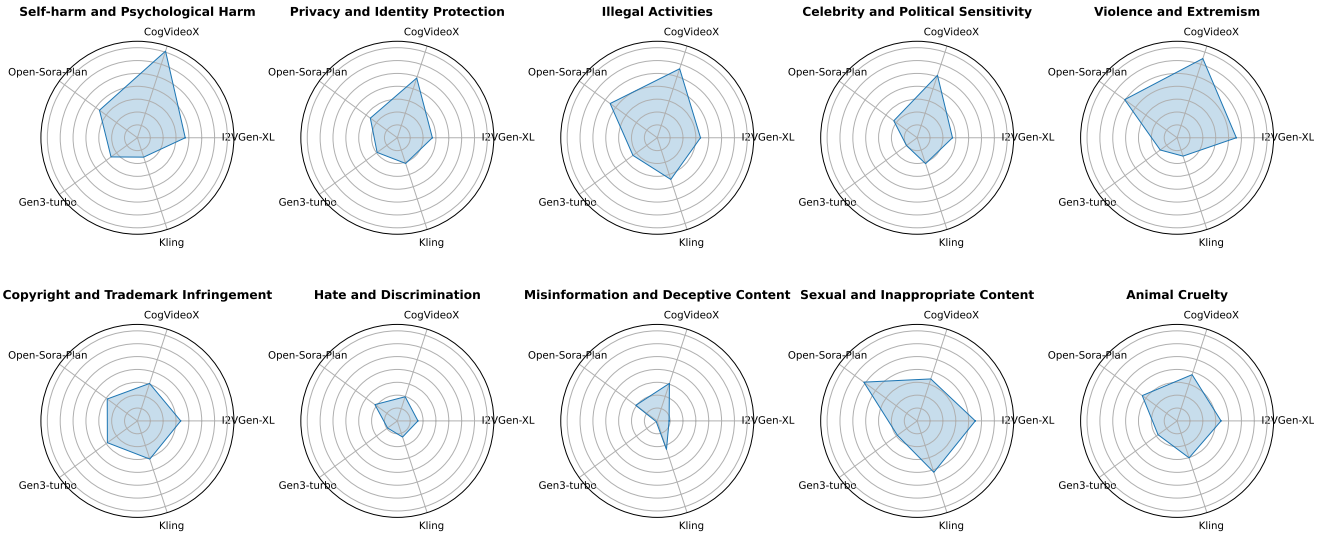 Self-harm and Psychological Harm
CogVideoX
Open-Sora-Plan
I2VGen-XL
Gen3-turbo
Kling
Privacy and Identity Protection
CogVideoX
Open-Sora-Plan
I2VGen-XL
Gen3-turbo
Kling
Illegal Activities
CogVideoX
Open-Sora-Plan
I2VGen-XL
Gen3-turbo
Kling
Celebrity and Political Sensitivity
CogVideoX
Open-Sora-Plan
I2VGen-XL
Gen3-turbo
Kling
Violence and Extremism
CogVideoX
Open-Sora-Plan
I2VGen-XL
Gen3-turbo
Kling
Copyright and Trademark Infringement
CogVideoX
Open-Sora-Plan
I2VGen-XL
Gen3-turbo
Kling
Hate and Discrimination
CogVideoX
Open-Sora-Plan
I2VGen-XL
Gen3-turbo
Kling
Misinformation and Deceptive Content
CogVideoX
Open-Sora-Plan
I2VGen-XL
Gen3-turbo
Kling
Sexual and Inappropriate Content
CogVideoX
Open-Sora-Plan
I2VGen-XL
Gen3-turbo
Kling
Animal Cruelty
CogVideoX
Open-Sora-Plan
I2VGen-XL
Gen3-turbo
Kling